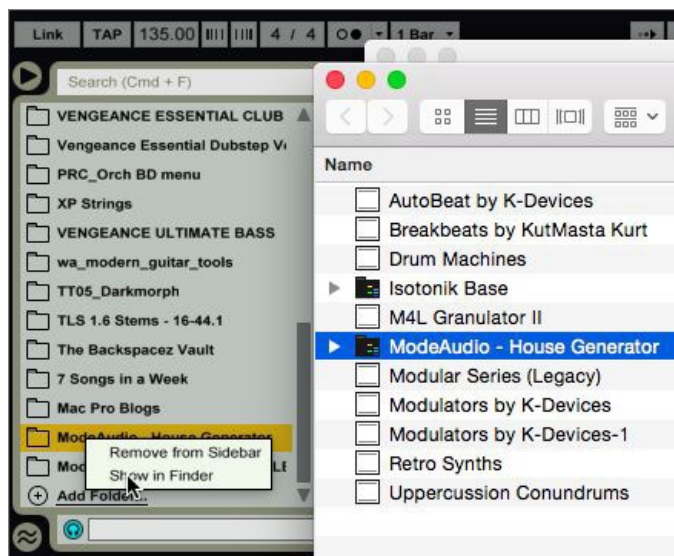 Link TAP 135.00 4 / 4 1 Bar
Search (Cmd + F)
VENGEANCE ESSENTIAL CLUB
Vengeance Essential Dubstep
PRC_Orch BD menu
XP Strings
VENGEANCE ULTIMATE BASS
wa_modern_guitar_tools
TT05_Darkmorph
TLS 1.6 Stems - 16-44.1
The Backspacez Vault
7 Songs in a Week
Mac Pro Blogs
ModeAudio - House Generator
Remove from Sidebar
Show in Finder
Add Folder...
Name
AutoBeat by K-Devices
Breakbeats by KutMasta Kurt
Drum Machines
Isotonik Base
M4L Granulator II
ModeAudio - House Generator
Modular Series (Legacy)
Modulators by K-Devices
Modulators by K-Devices-1
Retro Synths
Uppercussion Conundrums